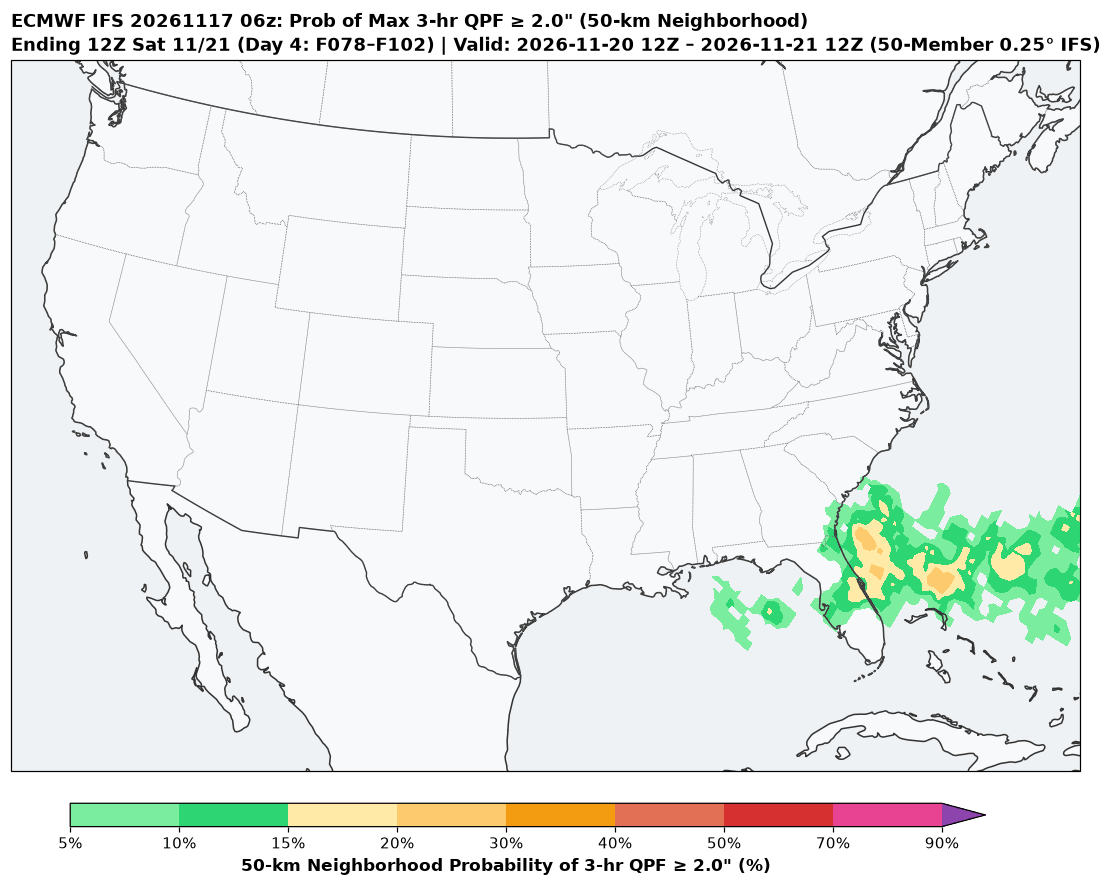 ECMWF IFS 20261117 06z: Prob of Max 3-hr QPF ≥ 2.0" (50-km Neighborhood)
Ending 12Z Sat 11/21 (Day 4: F078–F102) | Valid: 2026-11-20 12Z – 2026-11-21 12Z (50-Member 0.25° IFS)
5% 10% 15% 20% 30% 40% 50% 70% 90%
50-km Neighborhood Probability of 3-hr QPF ≥ 2.0" (%)